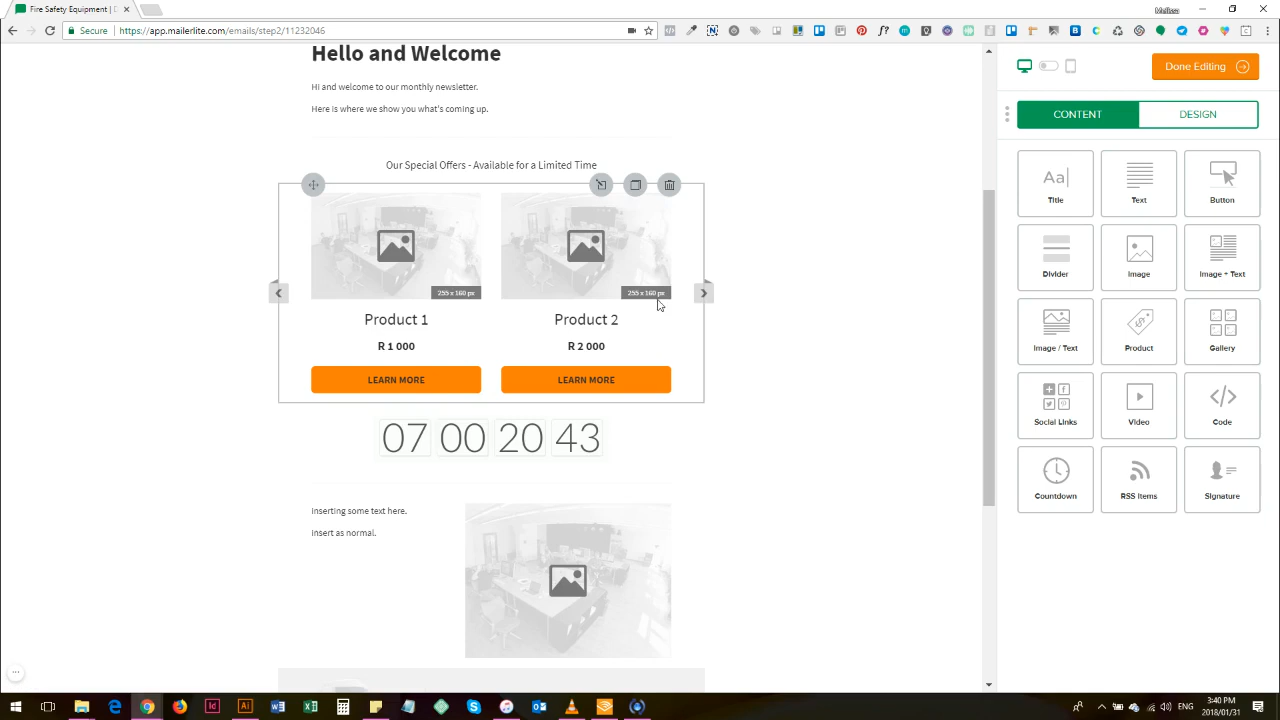 Fire Safety Equipment | D
Melissa
Secure
https://app.mailerlite.com/emails/step2/11232046
Hello and Welcome
Hi and welcome to our monthly newsletter.
Here is where we show you what's coming up.
Our Special Offers - Available for a Limited Time
255 x 160 px
255 x 160 px
Product 1
Product 2
R 1 000
R 2 000
LEARN MORE
LEARN MORE
07 00 20 43
Inserting some text here.
Insert as normal.
Done Editing
CONTENT
DESIGN
Aa
Title
Text
Button
Divider
Image
Image + Text
Image / Text
Product
Gallery
Social Links
Video
Code
Countdown
RSS Items
Signature
ENG
3:40 PM
2018/01/31